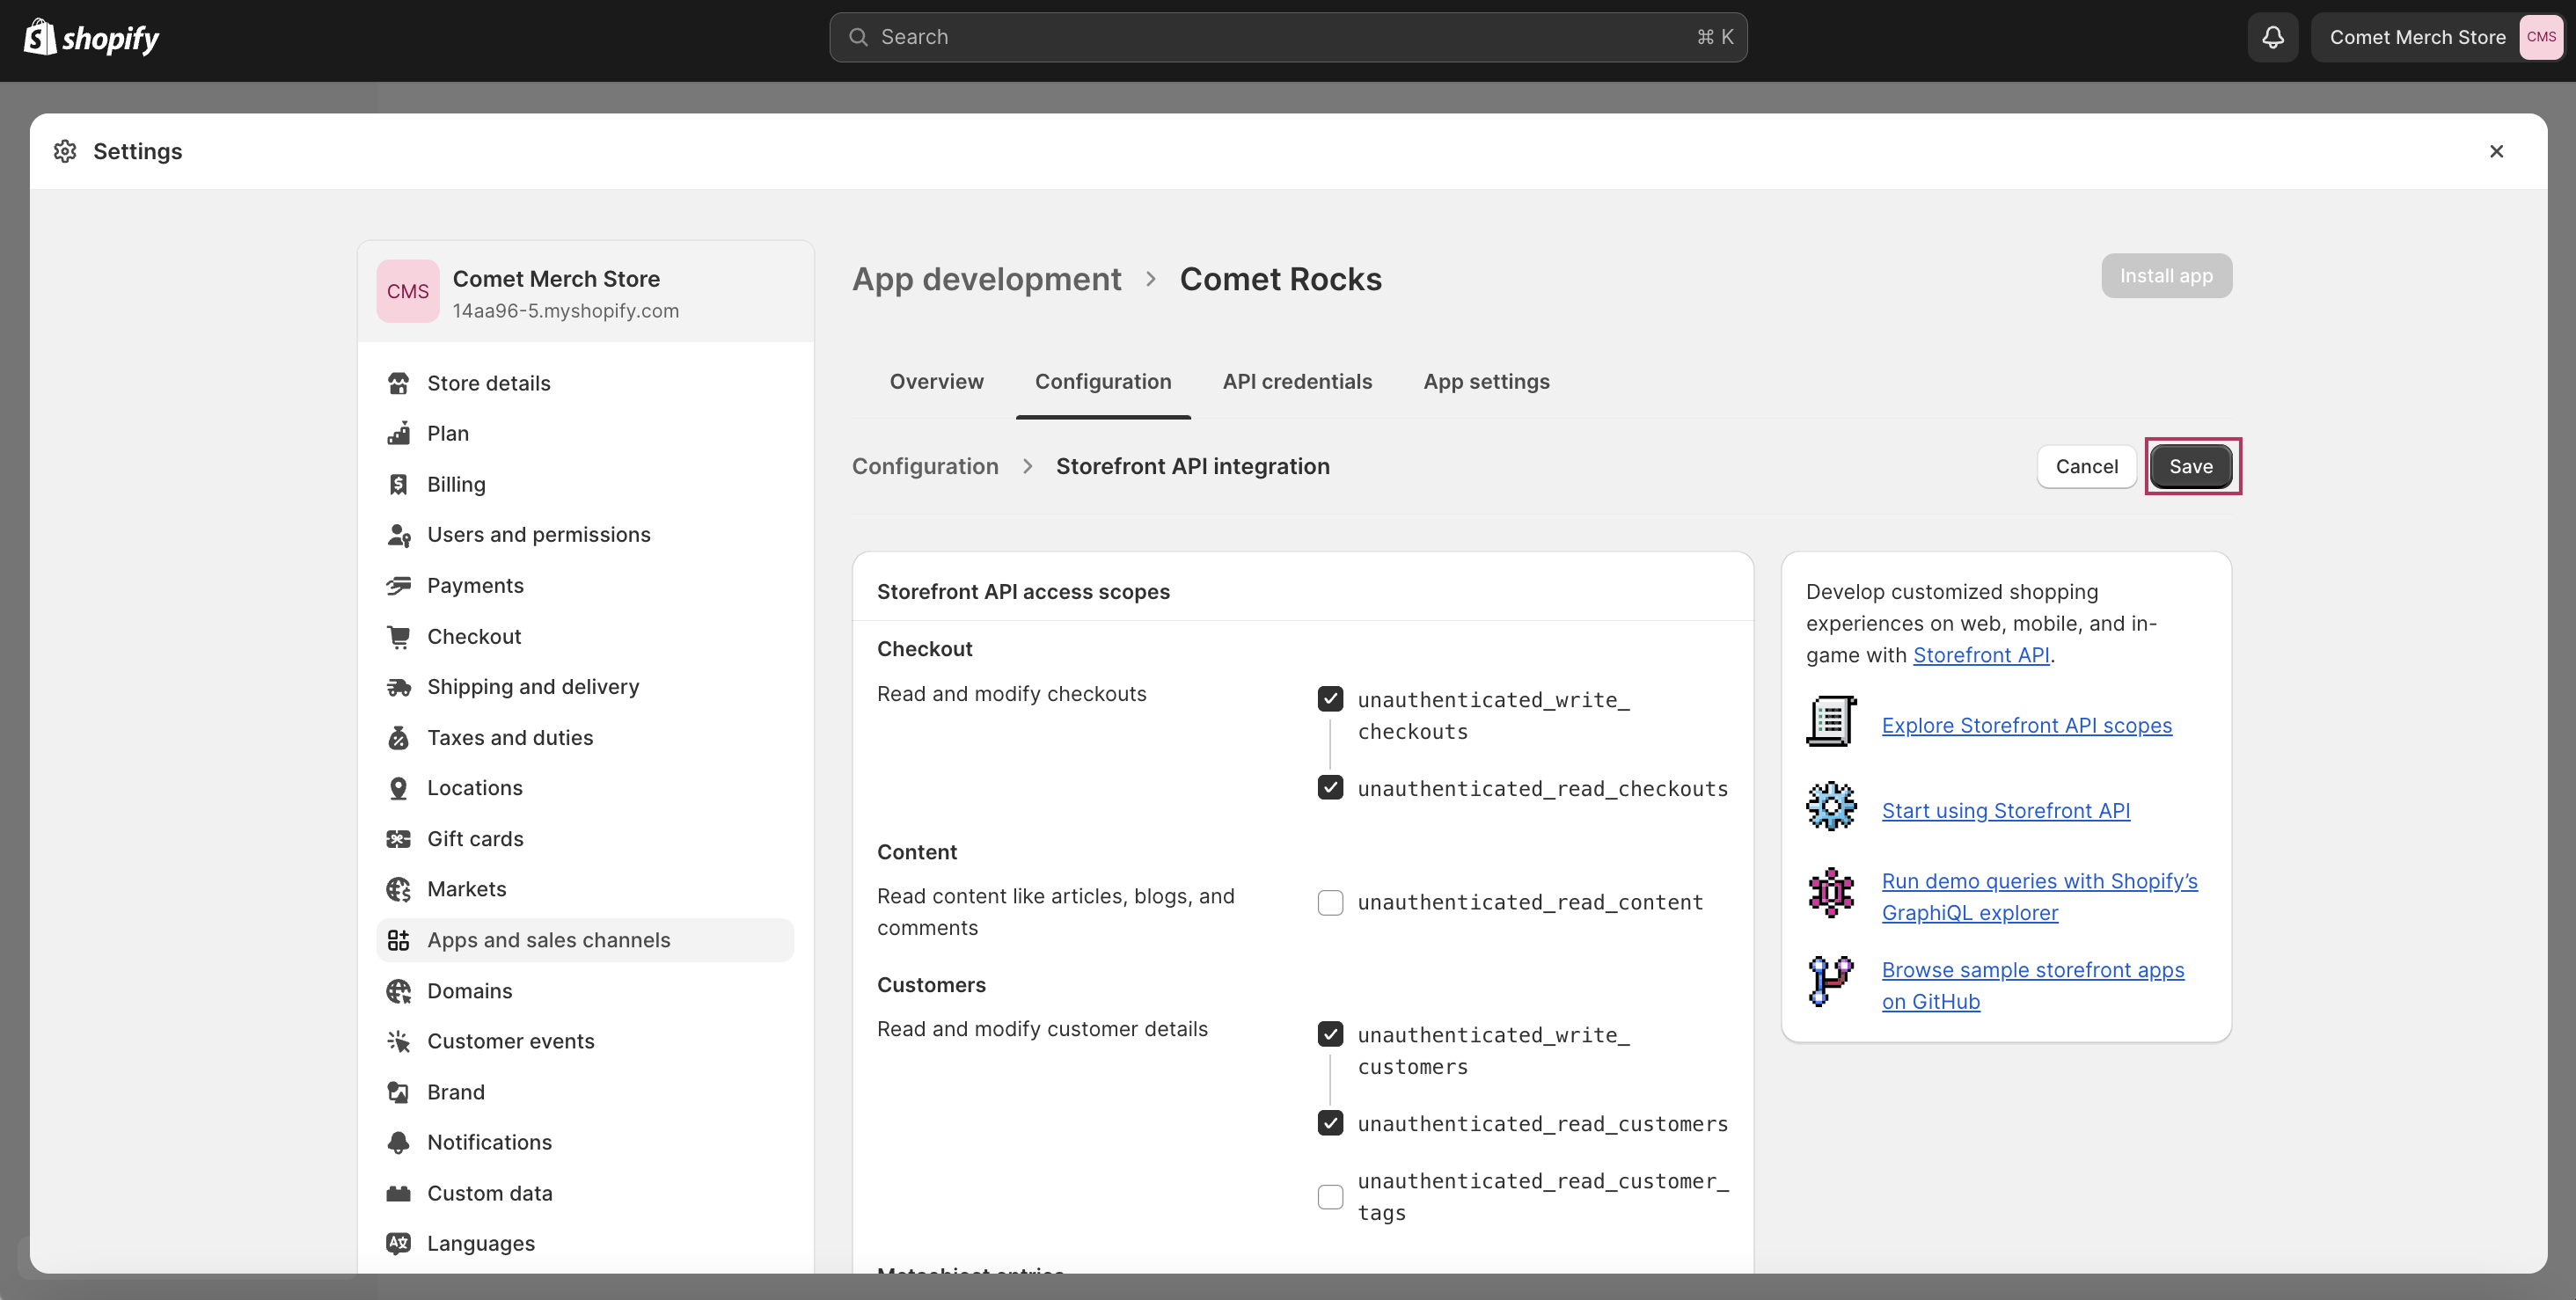 shopify
Search
⌘ K
Comet Merch Store
CMS
Settings
CMS
Comet Merch Store
14aa96-5.myshopify.com
Store details
Plan
Billing
Users and permissions
Payments
Checkout
Shipping and delivery
Taxes and duties
Locations
Gift cards
Markets
Apps and sales channels
Domains
Customer events
Brand
Notifications
Custom data
Languages
App development > Comet Rocks
Install app
Overview
Configuration
API credentials
App settings
Configuration > Storefront API integration
Cancel
Save
Storefront API access scopes
Checkout
Read and modify checkouts
unauthenticated_write_
checkouts
unauthenticated_read_checkouts
Content
Read content like articles, blogs, and
comments
unauthenticated_read_content
Customers
Read and modify customer details
unauthenticated_write_
customers
unauthenticated_read_customers
unauthenticated_read_customer_
tags
Develop customized shopping
experiences on web, mobile, and in-
game with Storefront API.
Explore Storefront API scopes
Start using Storefront API
Run demo queries with Shopify’s
GraphiQL explorer
Browse sample storefront apps
on GitHub